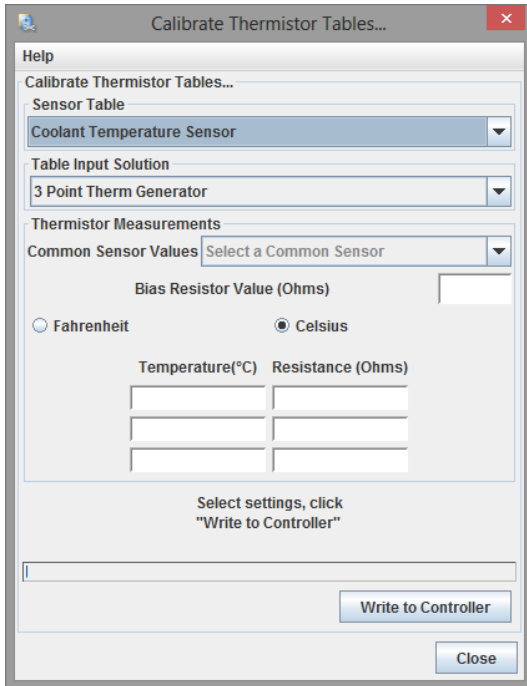 Calibrate Thermistor Tables...
Help
Calibrate Thermistor Tables...
Sensor Table
Coolant Temperature Sensor
Table Input Solution
3 Point Therm Generator
Thermistor Measurements
Common Sensor Values Select a Common Sensor
Bias Resistor Value (Ohms)
Fahrenheit Celsius
Temperature(°C) Resistance (Ohms)
Select settings, click
"Write to Controller"
Write to Controller
Close